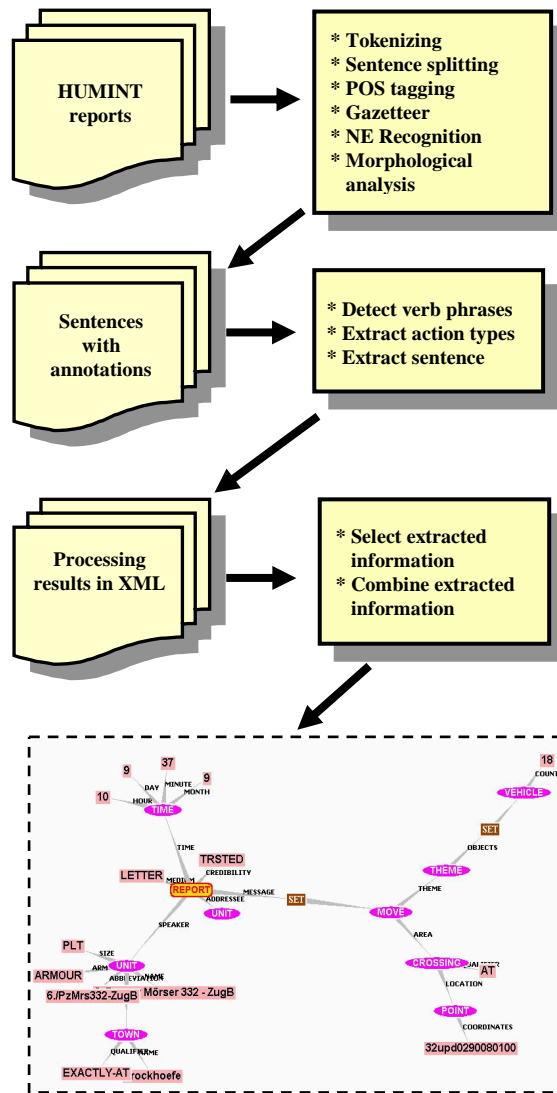 HUMINT
reports
* Tokenizing
* Sentence splitting
* POS tagging
* Gazetteer
* NE Recognition
* Morphological
analysis
Sentences
with
annotations
* Detect verb phrases
* Extract action types
* Extract sentence
Processing
results in XML
* Select extracted
information
* Combine extracted
information
37
9
9
10
DAY
MINUTE
MONTH
HOUR
TIME
TIME
18
COUNT
VEHICLE
SET
OBJECTS
THEME
THEME
TRSTED
CREDIBILITY
LETTER
REPORT
MESSAGE
SET
ADDRESSEE
UNIT
MOVE
SPEAKER
AREA
PLT
SIZE
UNIT
CROSSING
AT
ARMOUR
ARM
NAME
LOCATION
6./PzMrs332-ZugB
Mörser 332 - ZugB
POINT
TOWN
COORDINATES
NAME
32upd0290080100
EXACTLY-AT
rockhoefe